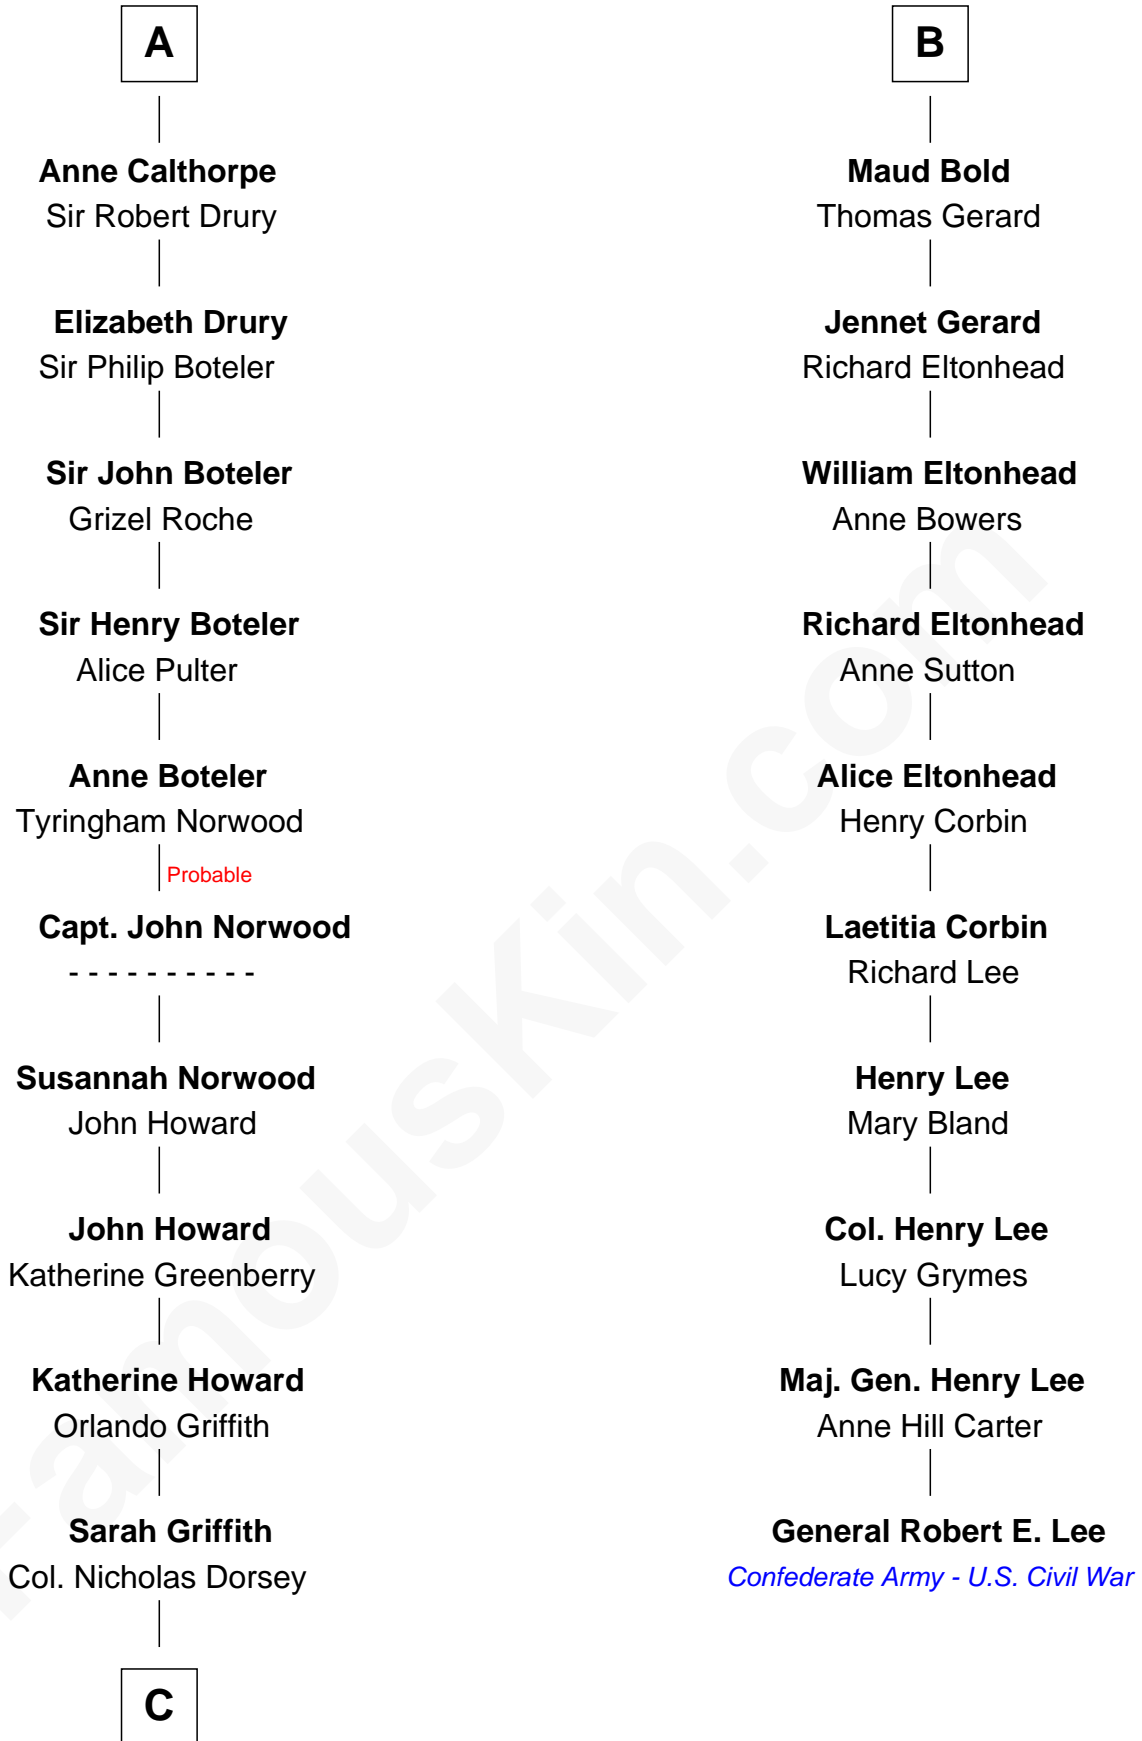 A
Anne Calthorpe
Sir Robert Drury
Elizabeth Drury
Sir Philip Boteler
Sir John Boteler
Grizel Roche
Sir Henry Boteler
Alice Pulter
Anne Boteler
Tyringham Norwood
Probable
Capt. John Norwood
- - - - - - - - - -
Susannah Norwood
John Howard
John Howard
Katherine Greenberry
Katherine Howard
Orlando Griffith
Sarah Griffith
Col. Nicholas Dorsey
C
B
Maud Bold
Thomas Gerard
Jennet Gerard
Richard Eltonhead
William Eltonhead
Anne Bowers
Richard Eltonhead
Anne Sutton
Alice Eltonhead
Henry Corbin
Laetitia Corbin
Richard Lee
Henry Lee
Mary Bland
Col. Henry Lee
Lucy Grymes
Maj. Gen. Henry Lee
Anne Hill Carter
General Robert E. Lee
Confederate Army - U.S. Civil War
FamousKin.com